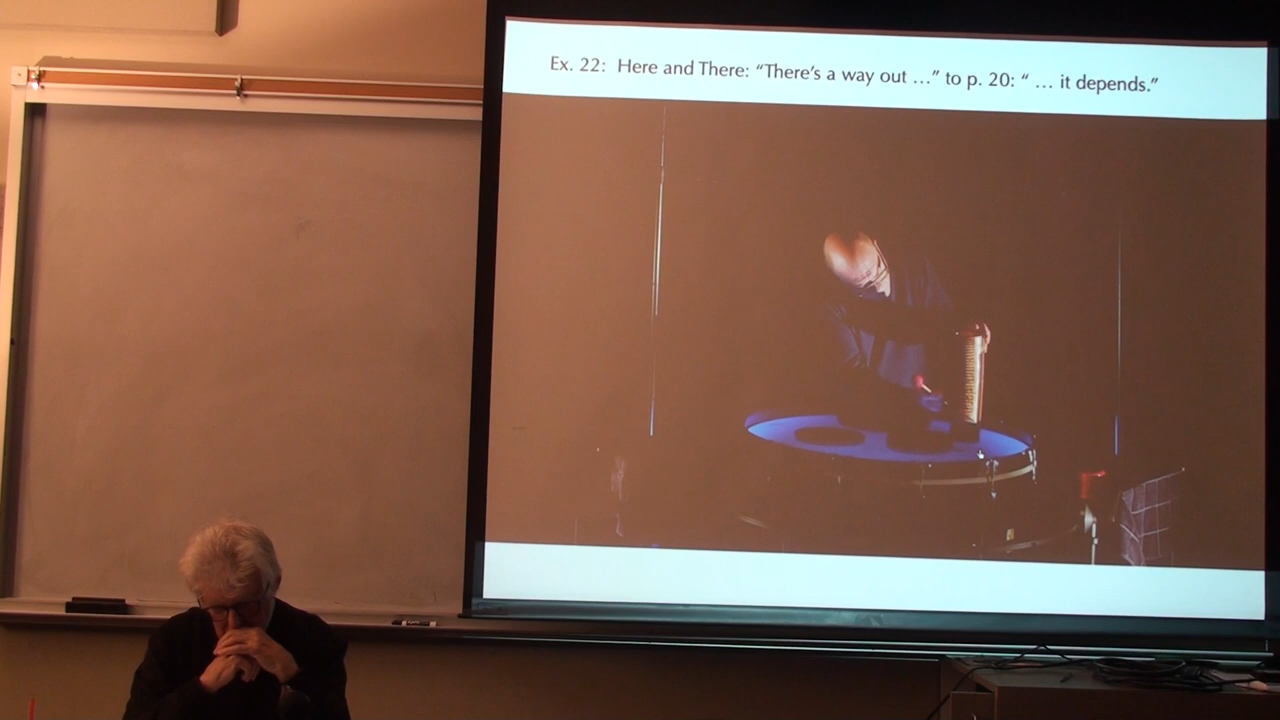 Ex. 22: Here and There: “There’s a way out …” to p. 20: “ … it depends.”